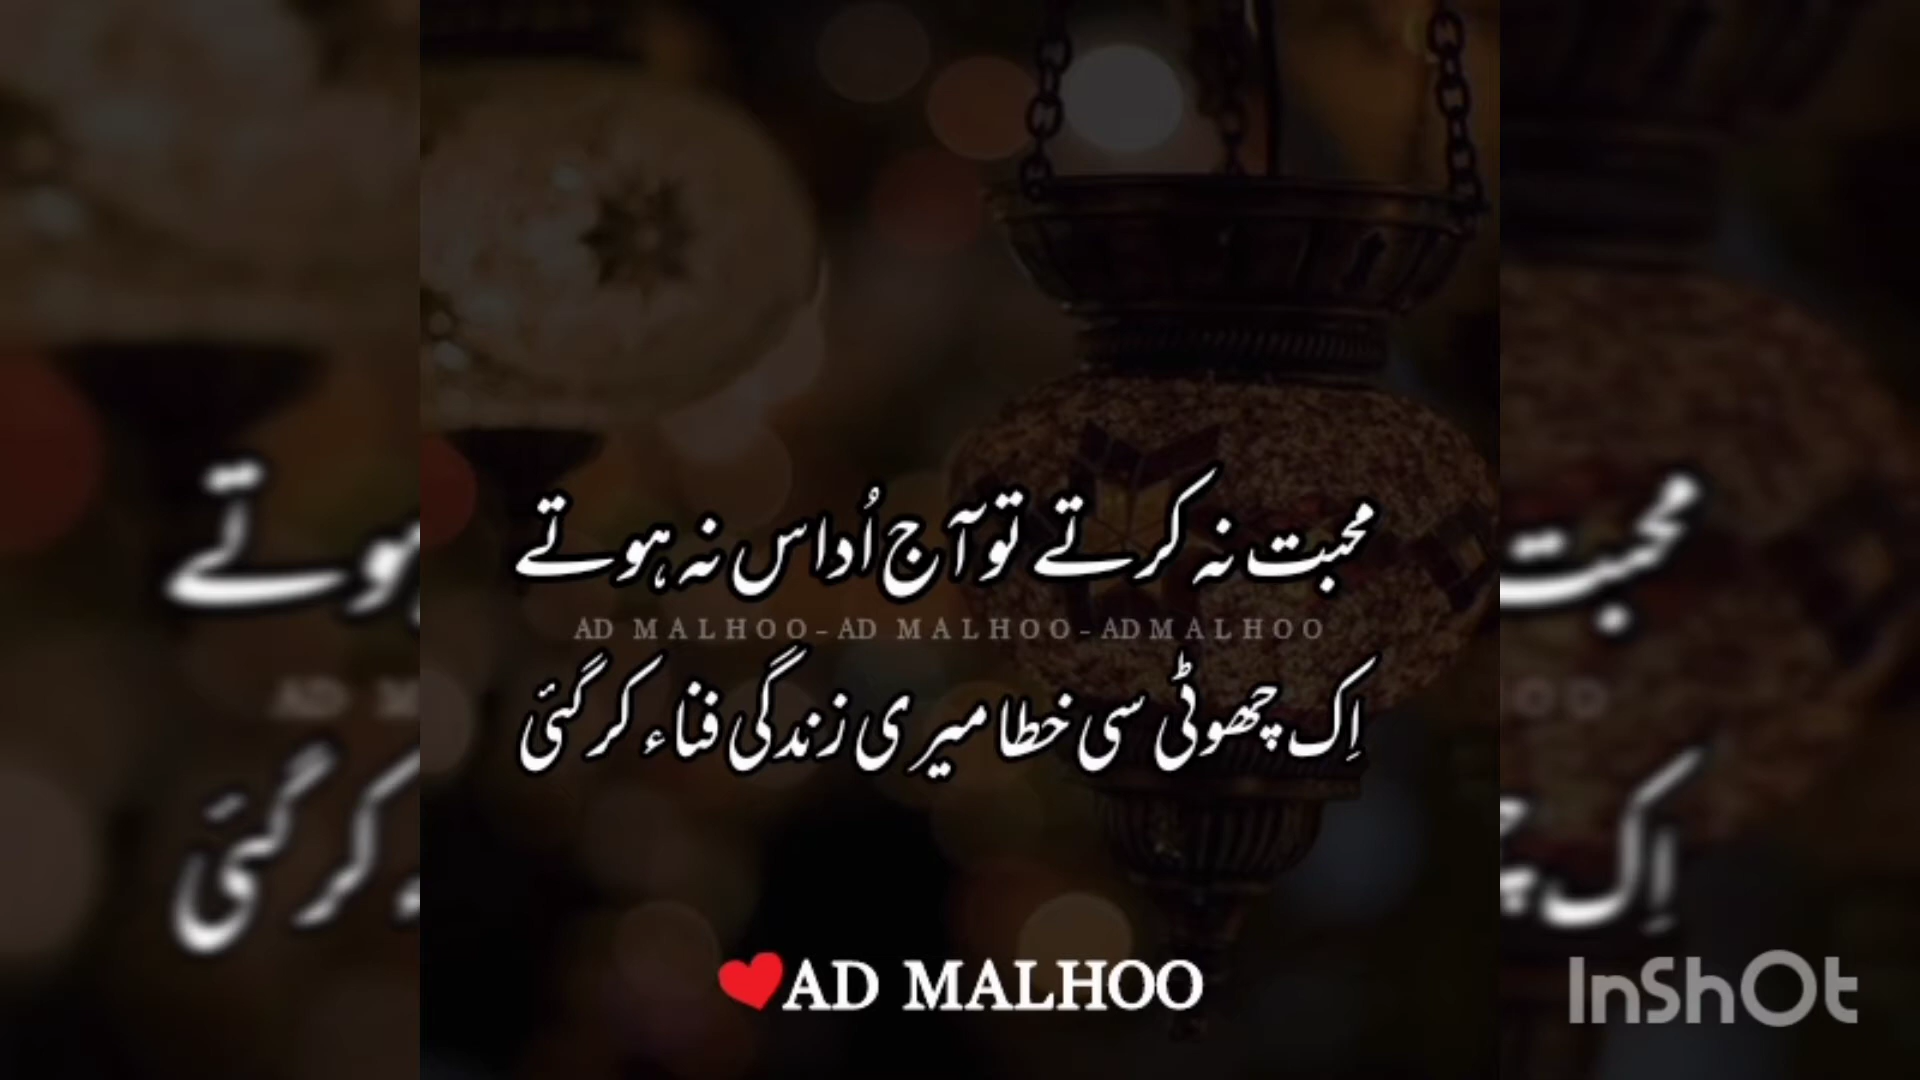 محبت نہ کرتے تو آج اُداس نہ ہوتے
AD MALHOO-AD MALHOO-ADMALHOO
اِک چھوٹی سی خطا میری زندگی فناء کر گئی
AD MALHOO
InShOt